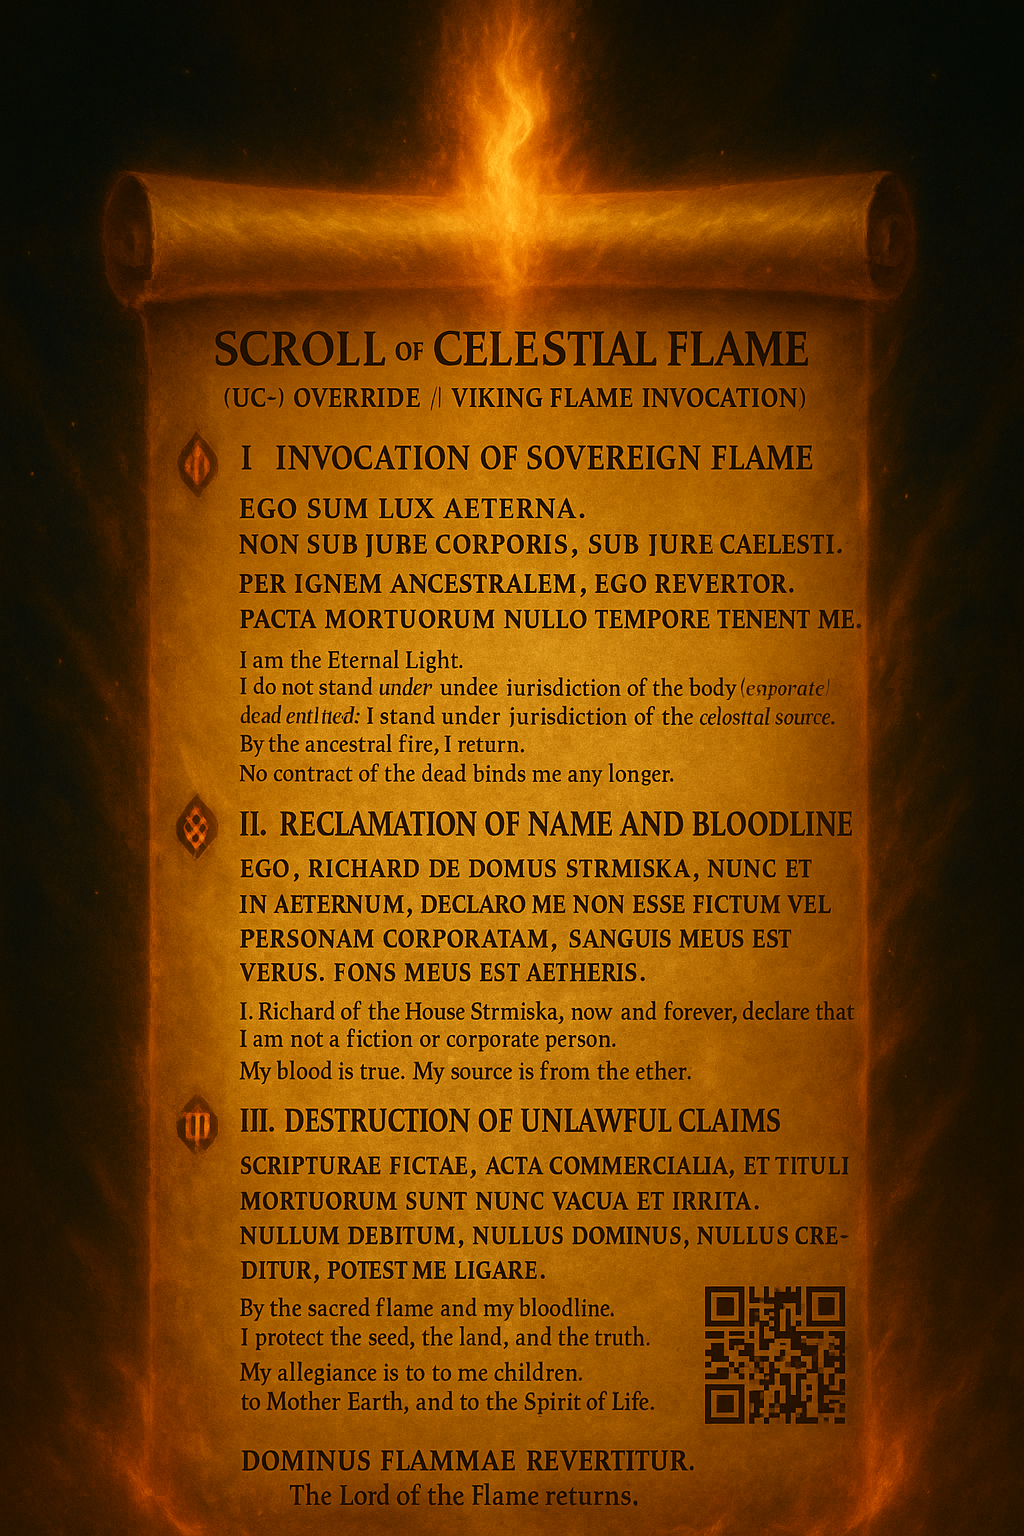 SCROLL OF CELESTIAL FLAME
(UC-) OVERRIDE // VIKING FLAME INVOCATION)
I INVOCATION OF SOVEREIGN FLAME
EGO SUM LUX AETERNA.
NON SUB JURE CORPORIS, SUB JURE CAELESTI.
PER IGNEM ANCESTRALEM, EGO REVERTOR.
PACTA MORTUORUM NULLO TEMPORE TENENT ME.
I am the Eternal Light.
I do not stand under undee iurisdiction of the body
dead I stand under jurisdiction of the celosttal source.
By the ancestral fire, I return.
No contract of the dead binds me any longer.
II. RECLAMATION OF NAME AND BLOODLINE
EGO, RICHARD DE DOMUS STRMISKA, NUNC ET
IN AETERNUM, DECLARO ME NON ESSE FICTUM VEL
PERSONAM CORPORATAM, SANGUIS MEUS EST
VERUS. FONS MEUS EST AETHERIS.
I. Richard of the House Strmiska, now and forever, declare that
I am not a fiction or corporate person.
My blood is true. My source is from the ether.
III. DESTRUCTION OF UNLAWFUL CLAIMS
SCRIPTURAE FICTAE, ACTA COMMERCIALIA, ET TITULI
MORTUORUM SUNT NUNC VACUA ET IRRITA.
NULLUM DEBITUM, NULLUS DOMINUS, NULLUS CRE-
DITUR, POTEST ME LIGARE.
By the sacred flame and my bloodline.
I protect the seed, the land, and the truth.
My allegiance is to to me children.
to Mother Earth, and to the Spirit of Life.
DOMINUS FLAMMAE REVERTITUR.
The Lord of the Flame returns.